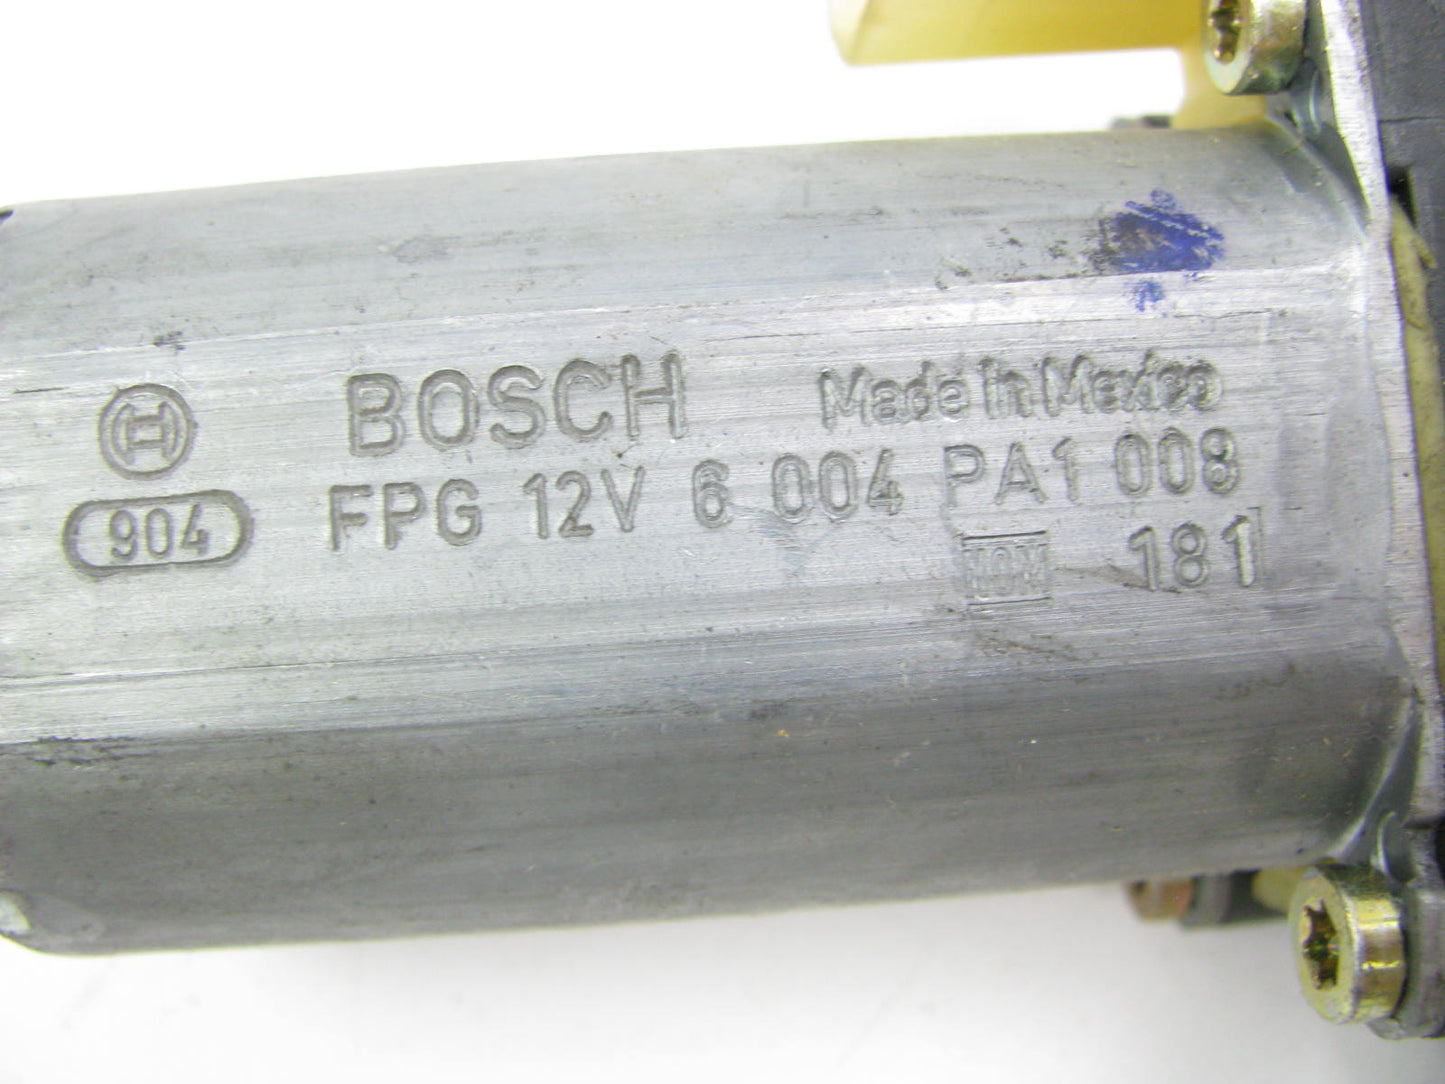 BOSCH Made in Mexico
904 FPG 12V 6 004 PA1 008
NOM 181